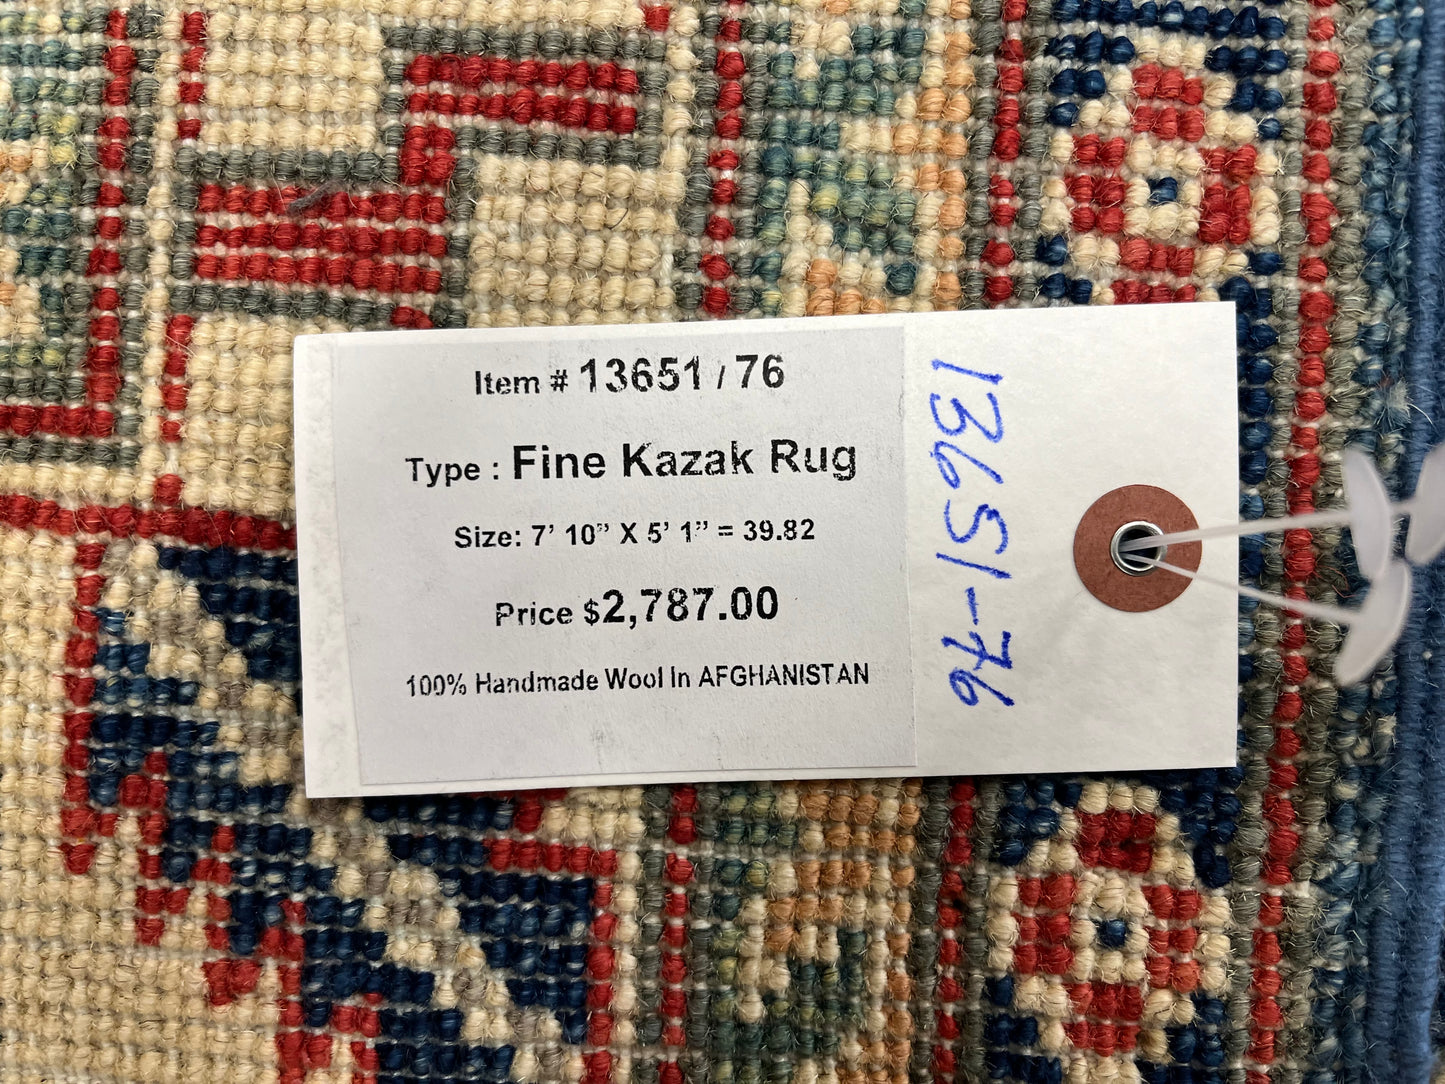 Item # 13651 / 76
Type : Fine Kazak Rug
Size: 7’ 10” X 5’ 1” = 39.82
Price $2,787.00
100% Handmade Wool In AFGHANISTAN
13651-76